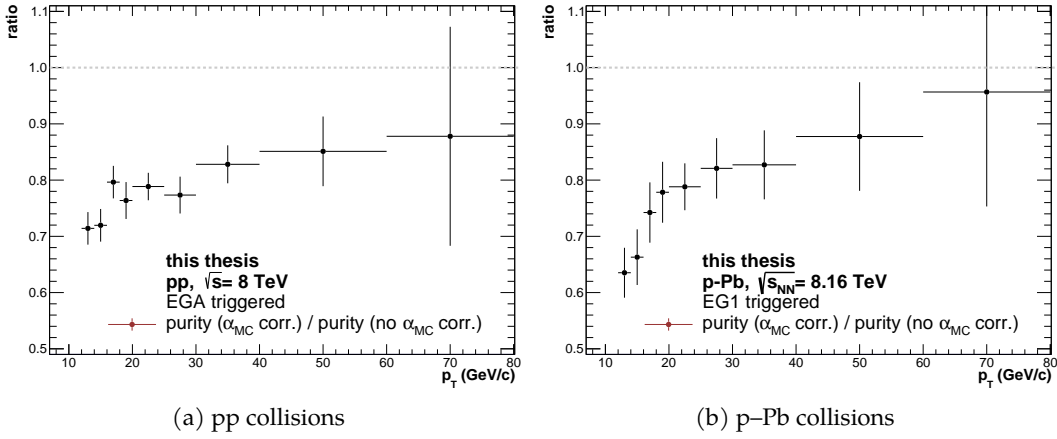 ratio
1.1
1.0
0.9
0.8
0.7
0.6
0.5
this thesis
pp, √s= 8 TeV
EGA triggered
purity (α_MC corr.) / purity (no α_MC corr.)
10 20 30 40 50 60 70 80
p_T (GeV/c)
(a) pp collisions
ratio
1.1
1.0
0.9
0.8
0.7
0.6
0.5
this thesis
p-Pb, √s_NN= 8.16 TeV
EG1 triggered
purity (α_MC corr.) / purity (no α_MC corr.)
10 20 30 40 50 60 70 80
p_T (GeV/c)
(b) p–Pb collisions